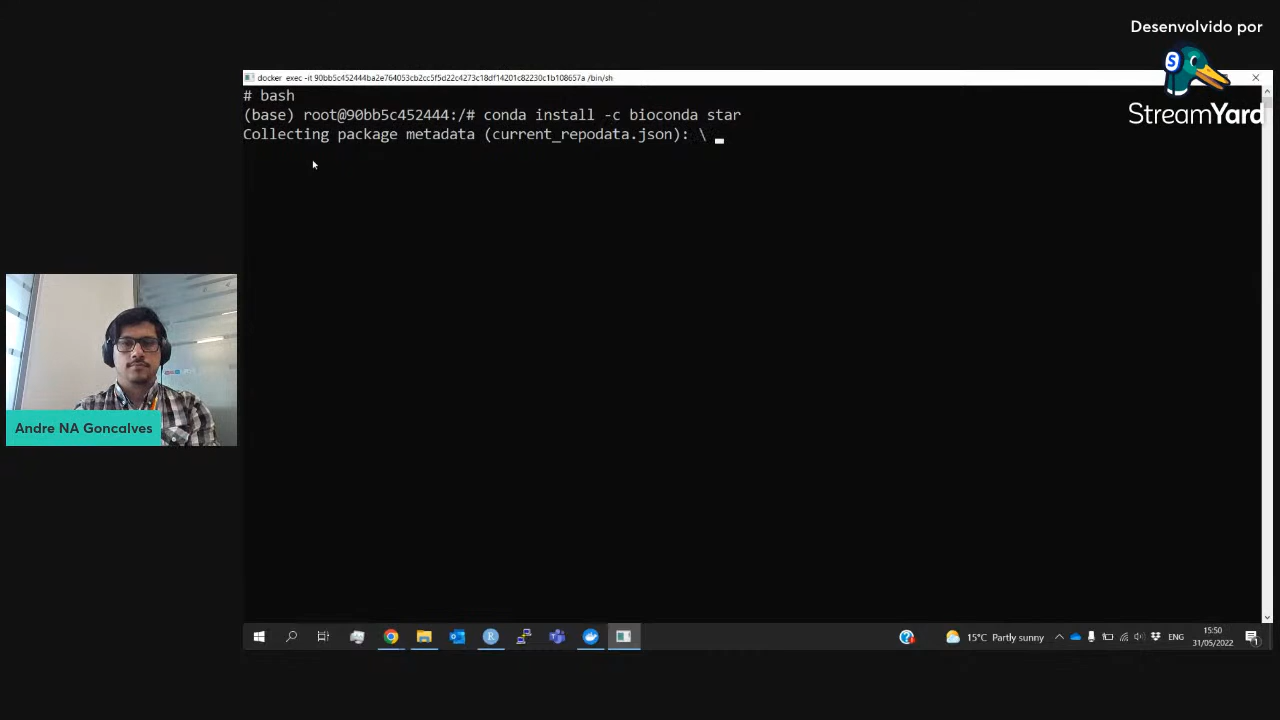 Desenvolvido por
StreamYard
docker exec -it 90bb5c452444ba2e764053cb2cc5f5d22c4273c18df14201c82230c1b108657a /bin/sh
# bash
(base) root@90bb5c452444:/# conda install -c bioconda star
Collecting package metadata (current_repodata.json): \
Andre NA Goncalves
15°C Partly sunny
ENG
15:50
31/05/2022